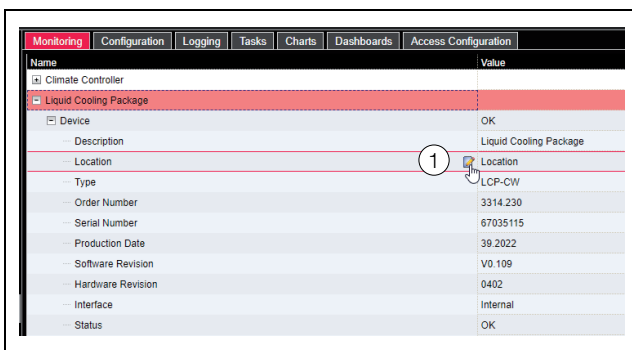 Monitoring Configuration Logging Tasks Charts Dashboards Access Configuration
Name Value
Climate Controller
Liquid Cooling Package
Device OK
Description Liquid Cooling Package
Location 1 Location
Type LCP-CW
Order Number 3314.230
Serial Number 67035115
Production Date 39.2022
Software Revision V0.109
Hardware Revision 0402
Interface Internal
Status OK